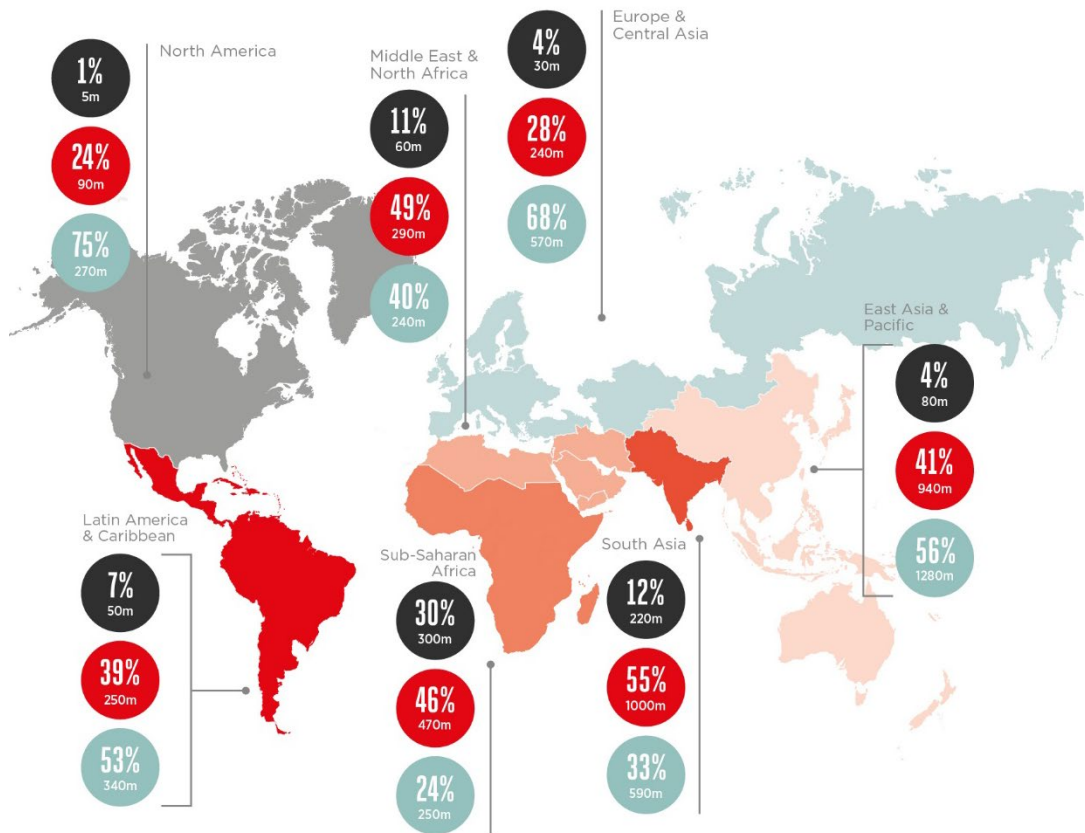 North America
1%
5m
24%
90m
75%
270m
Middle East &
North Africa
11%
60m
49%
290m
40%
240m
Europe &
Central Asia
4%
30m
28%
240m
68%
570m
East Asia &
Pacific
4%
80m
41%
940m
56%
1280m
Latin America
& Caribbean
7%
50m
39%
250m
53%
340m
Sub-Saharan
Africa
30%
300m
46%
470m
24%
250m
South Asia
12%
220m
55%
1000m
33%
590m